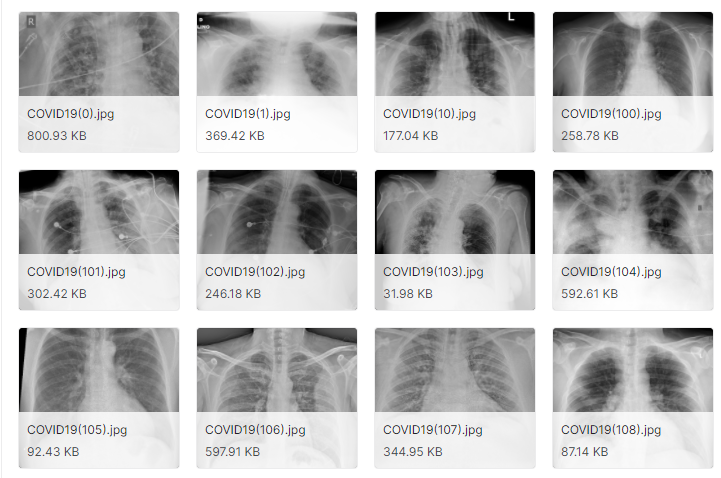 R
L
COVID19(0).jpg
800.93 KB
COVID19(1).jpg
369.42 KB
COVID19(10).jpg
177.04 KB
COVID19(100).jpg
258.78 KB
COVID19(101).jpg
302.42 KB
COVID19(102).jpg
246.18 KB
COVID19(103).jpg
31.98 KB
COVID19(104).jpg
592.61 KB
COVID19(105).jpg
92.43 KB
COVID19(106).jpg
597.91 KB
COVID19(107).jpg
344.95 KB
COVID19(108).jpg
87.14 KB